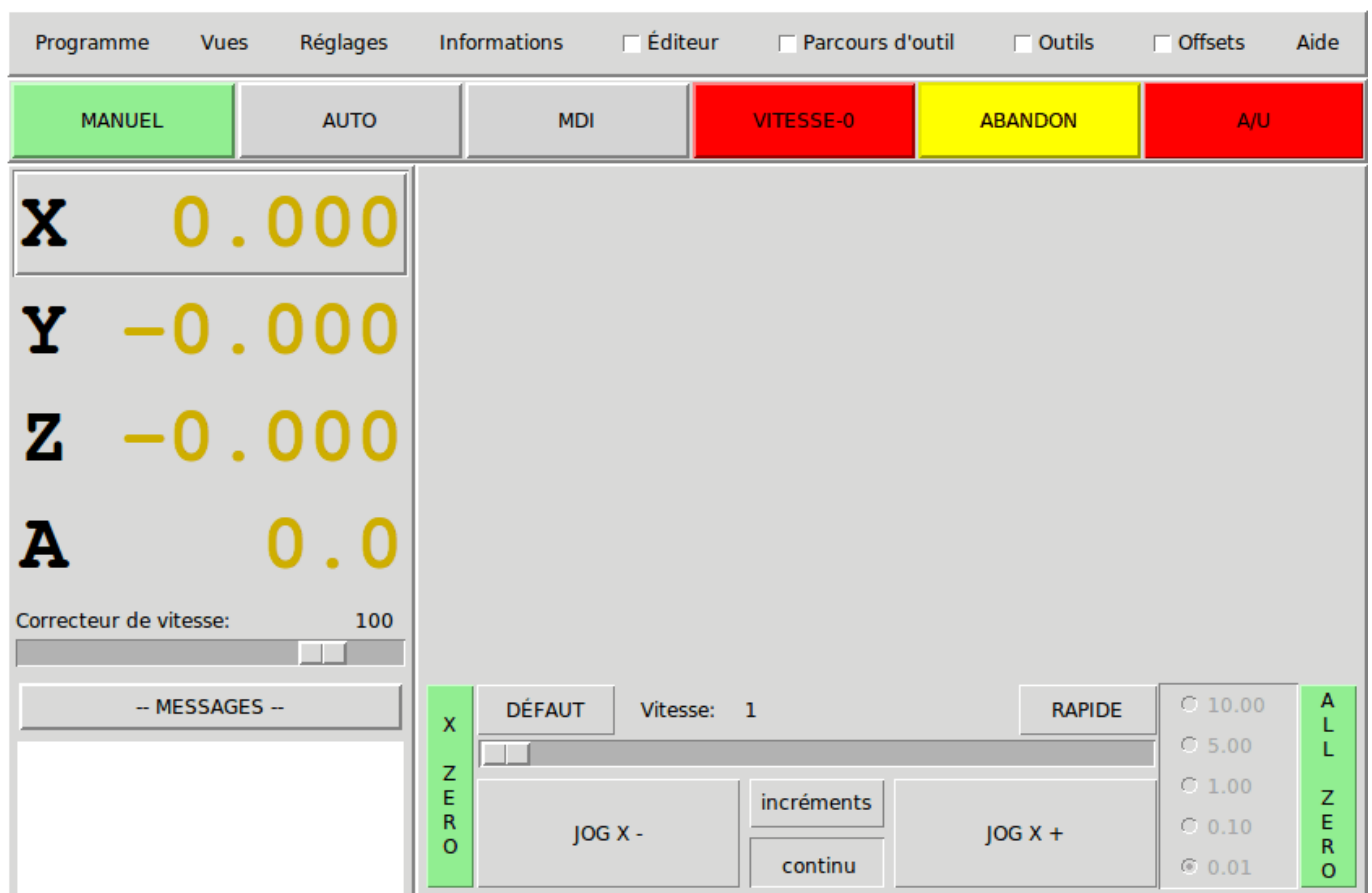 Programme Vues Réglages Informations Éditeur Parcours d'outil Outils Offsets Aide
MANUEL AUTO MDI VITESSE-0 ABANDON A/U
X 0.000
Y -0.000
Z -0.000
A 0.0
Correcteur de vitesse: 100
-- MESSAGES --
X ZERO
DÉFAUT Vitesse: 1 RAPIDE
JOG X -
incréments
continu
JOG X +
10.00
5.00
1.00
0.10
0.01
ALL ZERO